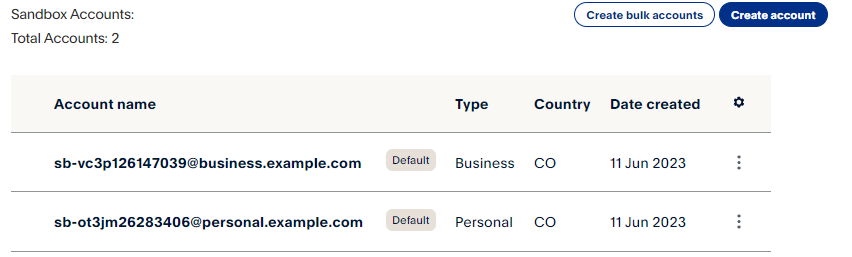 Sandbox Accounts:
Total Accounts: 2
Create bulk accounts
Create account
Account name Type Country Date created
sb-vc3p126147039@business.example.com Default Business CO 11 Jun 2023
sb-ot3jm26283406@personal.example.com Default Personal CO 11 Jun 2023